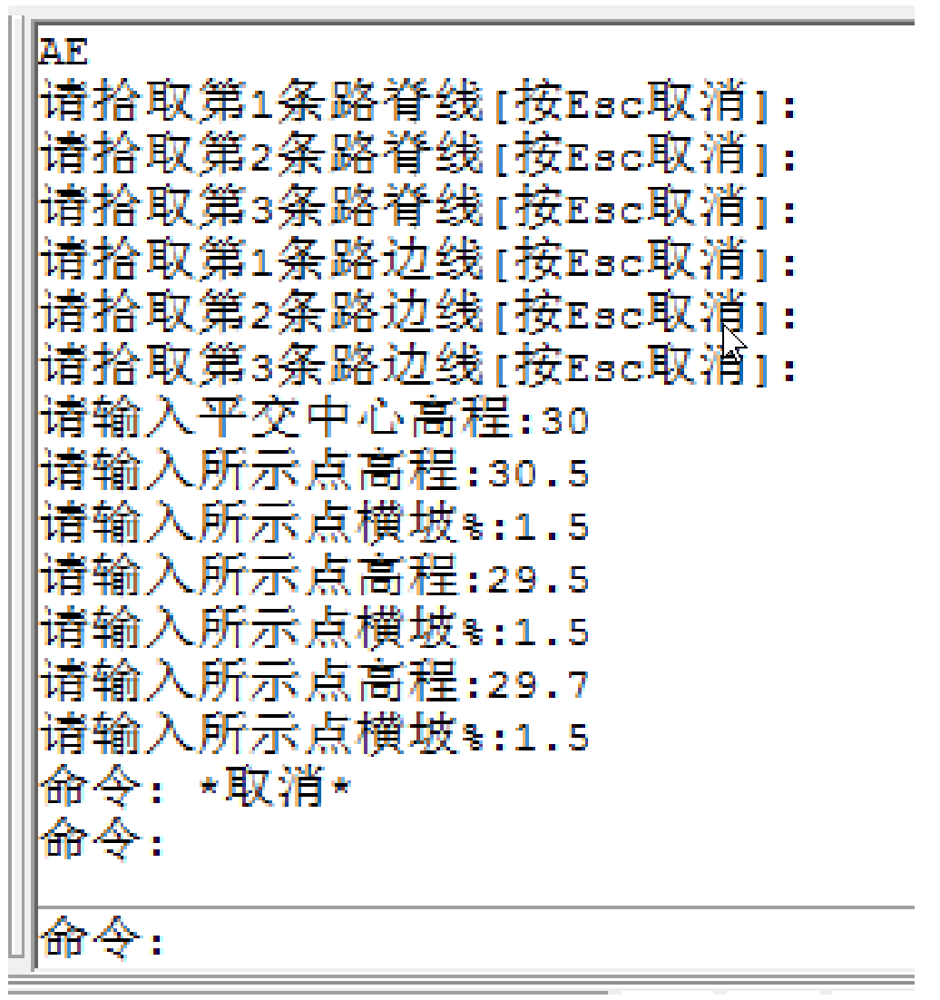 AE
请拾取第1条路脊线[按Esc取消]:
请拾取第2条路脊线[按Esc取消]:
请拾取第3条路脊线[按Esc取消]:
请拾取第1条路边线[按Esc取消]:
请拾取第2条路边线[按Esc取消]:
请拾取第3条路边线[按Esc取消]:
请输入平交中心高程:30
请输入所示点高程:30.5
请输入所示点横坡%:1.5
请输入所示点高程:29.5
请输入所示点横坡%:1.5
请输入所示点高程:29.7
请输入所示点横坡%:1.5
命令: *取消*
命令:
命令: